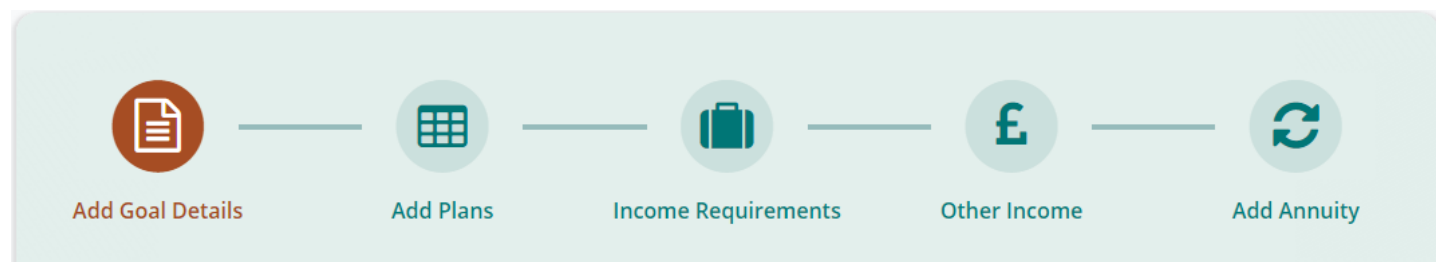 £
Add Goal Details
Add Plans
Income Requirements
Other Income
Add Annuity